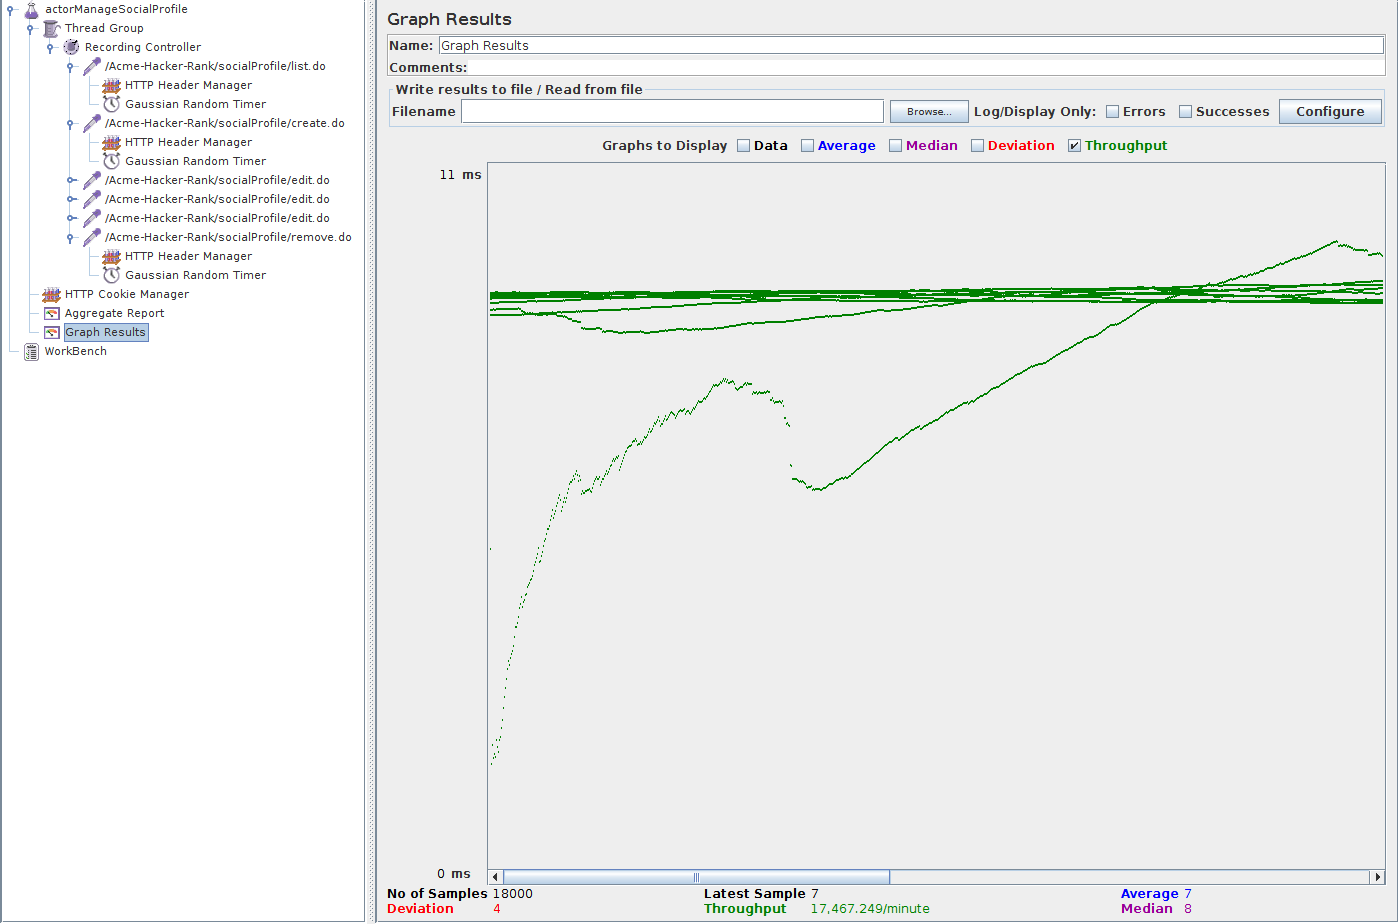 actorManageSocialProfile
Thread Group
Recording Controller
/Acme-Hacker-Rank/socialProfile/list.do
HTTP Header Manager
Gaussian Random Timer
/Acme-Hacker-Rank/socialProfile/create.do
HTTP Header Manager
Gaussian Random Timer
/Acme-Hacker-Rank/socialProfile/edit.do
/Acme-Hacker-Rank/socialProfile/edit.do
/Acme-Hacker-Rank/socialProfile/edit.do
/Acme-Hacker-Rank/socialProfile/remove.do
HTTP Header Manager
Gaussian Random Timer
HTTP Cookie Manager
Aggregate Report
Graph Results
WorkBench
Graph Results
Name: Graph Results
Comments:
Write results to file / Read from file
Filename Browse... Log/Display Only: Errors Successes Configure
Graphs to Display Data Average Median Deviation Throughput
11 ms
0 ms
No of Samples 18000 Latest Sample 7 Average 7
Deviation 4 Throughput 17,467.249/minute Median 8